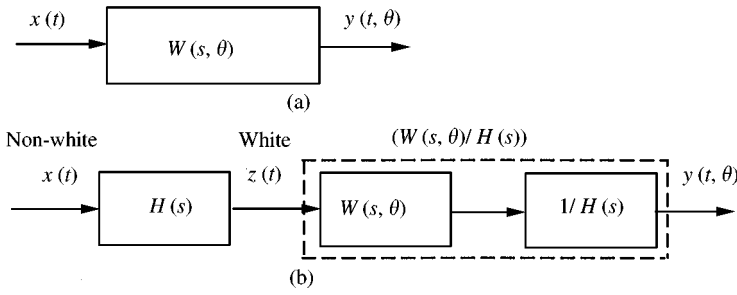 x (t)
y (t, θ)
W (s, θ)
(a)
Non-white
White
(W (s, θ)/ H (s))
x (t)
z (t)
y (t, θ)
H (s)
W (s, θ)
1/ H (s)
(b)